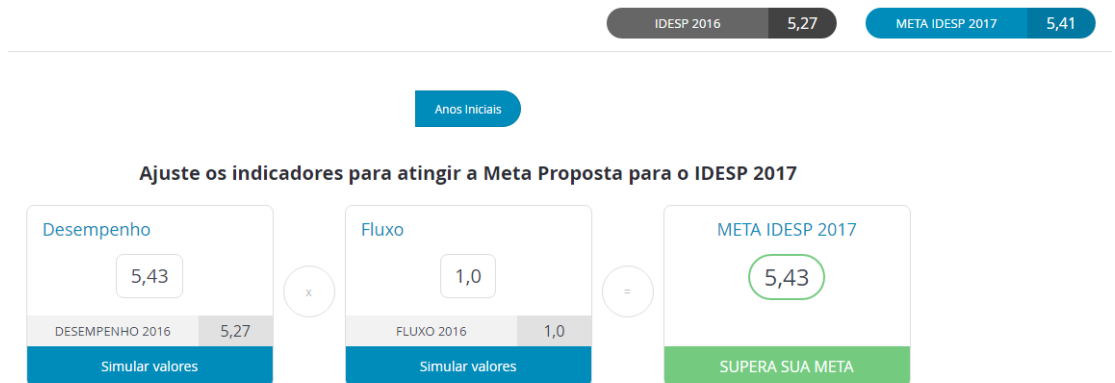 IDESP 2016 5,27 META IDESP 2017 5,41
Anos Iniciais
Ajuste os indicadores para atingir a Meta Proposta para o IDESP 2017
Desempenho Fluxo META IDESP 2017
5,43 x 1,0 = 5,43
DESEMPENHO 2016 5,27 FLUXO 2016 1,0
Simular valores Simular valores SUPERA SUA META